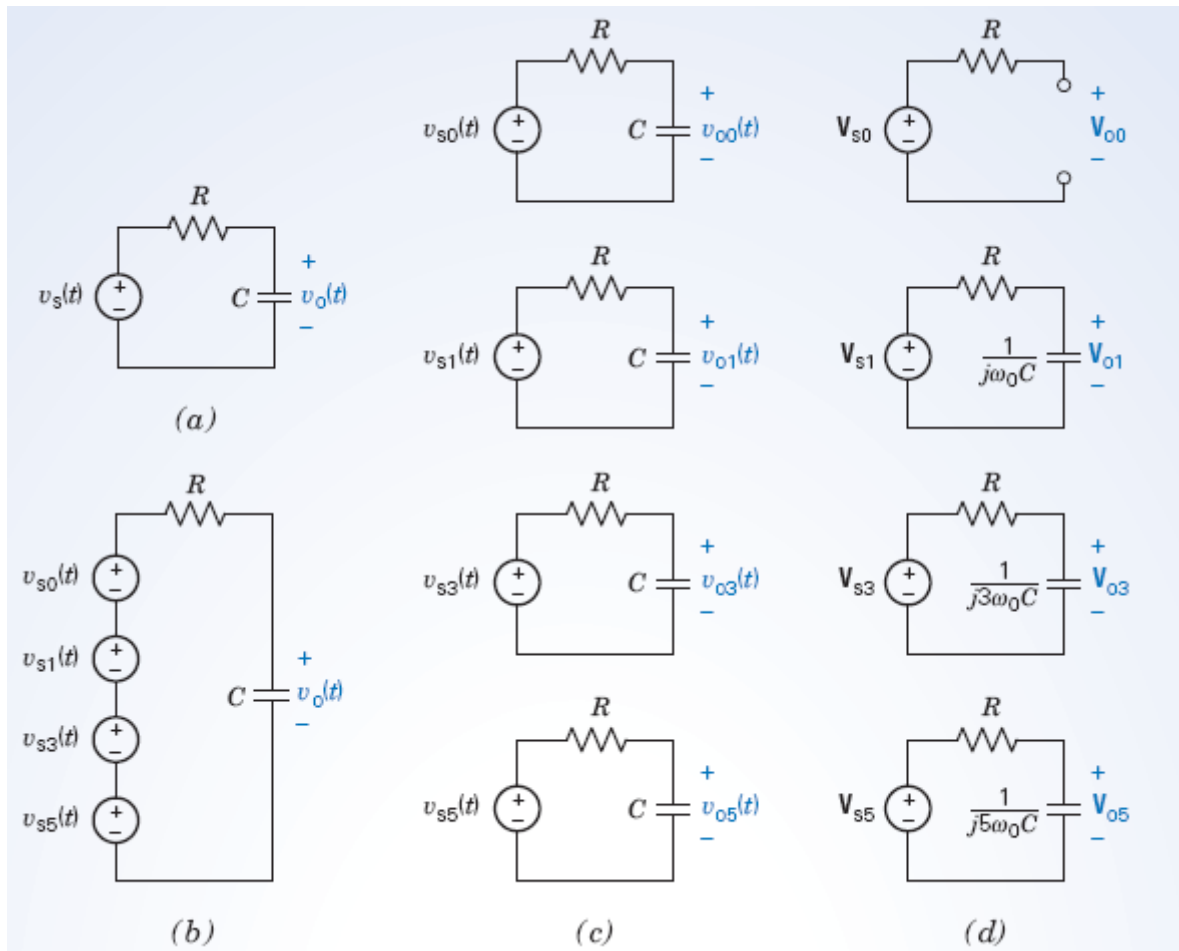 R
v_s(t)
+
−
C
+
v_o(t)
−
(a)
R
v_s0(t)
+
−
v_s1(t)
+
−
v_s3(t)
+
−
v_s5(t)
+
−
C
+
v_o(t)
−
(b)
R
v_s0(t)
+
−
C
+
v_o0(t)
−
R
v_s1(t)
+
−
C
+
v_o1(t)
−
R
v_s3(t)
+
−
C
+
v_o3(t)
−
R
v_s5(t)
+
−
C
+
v_o5(t)
−
(c)
R
V_s0
+
−
+
V_o0
−
R
V_s1
+
−
1
jω_0C
+
V_o1
−
R
V_s3
+
−
1
j3ω_0C
+
V_o3
−
R
V_s5
+
−
1
j5ω_0C
+
V_o5
−
(d)